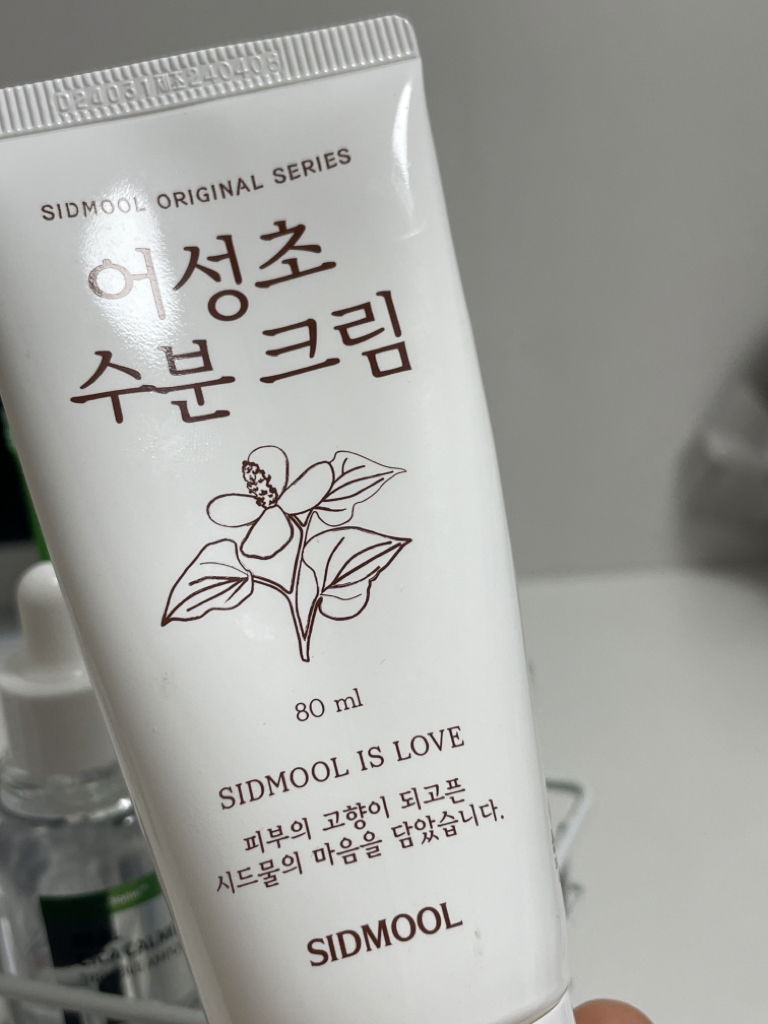 SIDMOOL ORIGINAL SERIES
어성초
수분 크림
80 ml
SIDMOOL IS LOVE
피부의 고향이 되고픈
시드물의 마음을 담았습니다.
SIDMOOL